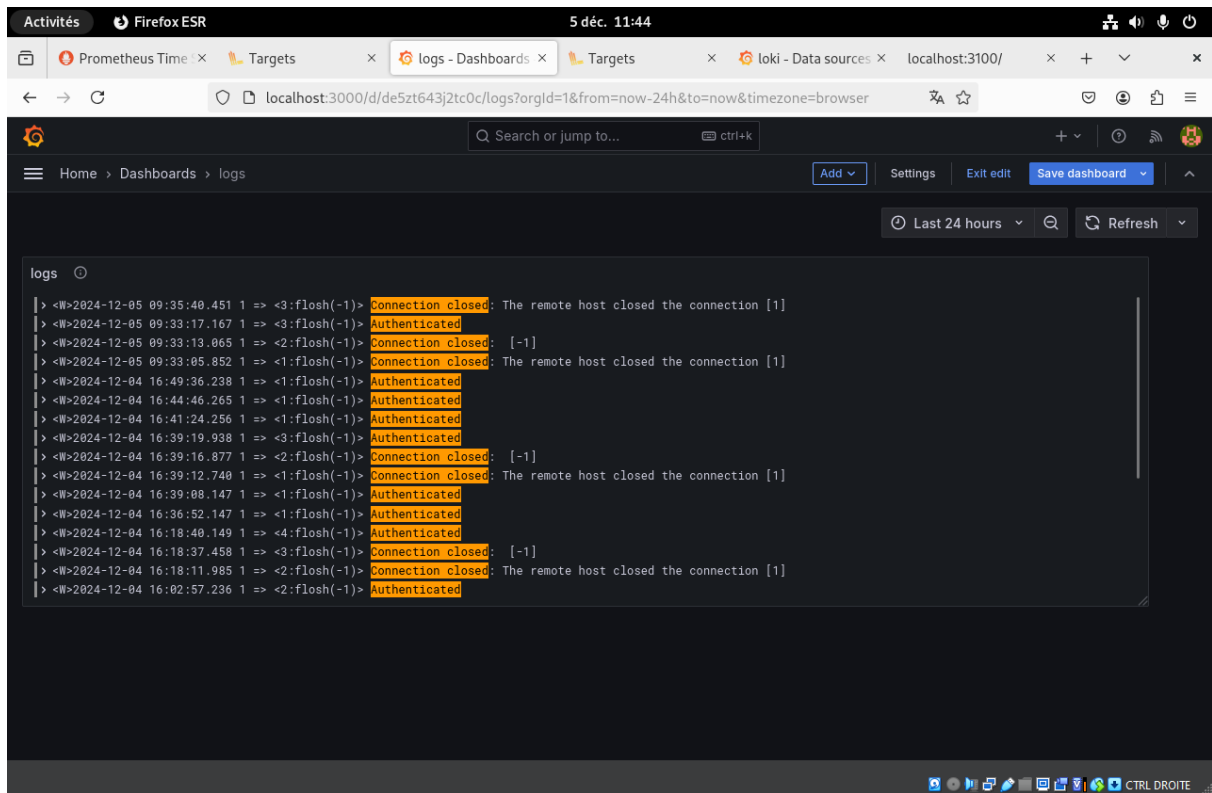 Activités Firefox ESR 5 déc. 11:44
Prometheus Time S Targets logs - Dashboards Targets loki - Data sources localhost:3100/
localhost:3000/d/de5zt643j2tc0c/logs?orgId=1&from=now-24h&to=now&timezone=browser
Search or jump to... ctrl+k
Home › Dashboards › logs Add Settings Exit edit Save dashboard
Last 24 hours Refresh
logs
> <W>2024-12-05 09:35:40.451 1 => <3:flosh(-1)> Connection closed: The remote host closed the connection [1]
> <W>2024-12-05 09:33:17.167 1 => <3:flosh(-1)> Authenticated
> <W>2024-12-05 09:33:13.065 1 => <2:flosh(-1)> Connection closed:  [-1]
> <W>2024-12-05 09:33:05.852 1 => <1:flosh(-1)> Connection closed: The remote host closed the connection [1]
> <W>2024-12-04 16:49:36.238 1 => <1:flosh(-1)> Authenticated
> <W>2024-12-04 16:44:46.265 1 => <1:flosh(-1)> Authenticated
> <W>2024-12-04 16:41:24.256 1 => <1:flosh(-1)> Authenticated
> <W>2024-12-04 16:39:19.938 1 => <3:flosh(-1)> Authenticated
> <W>2024-12-04 16:39:16.877 1 => <2:flosh(-1)> Connection closed:  [-1]
> <W>2024-12-04 16:39:12.740 1 => <1:flosh(-1)> Connection closed: The remote host closed the connection [1]
> <W>2024-12-04 16:39:08.147 1 => <1:flosh(-1)> Authenticated
> <W>2024-12-04 16:36:52.147 1 => <1:flosh(-1)> Authenticated
> <W>2024-12-04 16:18:40.149 1 => <4:flosh(-1)> Authenticated
> <W>2024-12-04 16:18:37.458 1 => <3:flosh(-1)> Connection closed:  [-1]
> <W>2024-12-04 16:18:11.985 1 => <2:flosh(-1)> Connection closed: The remote host closed the connection [1]
> <W>2024-12-04 16:02:57.236 1 => <2:flosh(-1)> Authenticated
CTRL DROITE